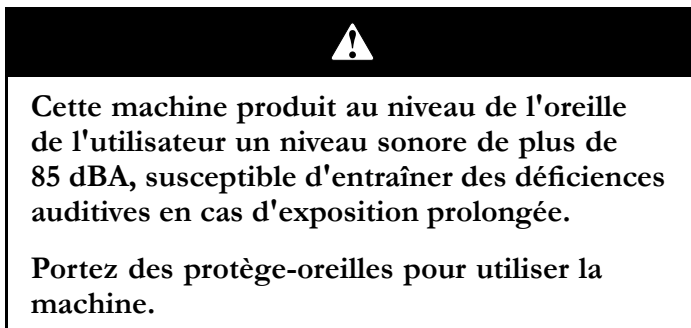 Cette machine produit au niveau de l'oreille
de l'utilisateur un niveau sonore de plus de
85 dBA, susceptible d'entraîner des déficiences
auditives en cas d'exposition prolongée.
Portez des protège-oreilles pour utiliser la
machine.